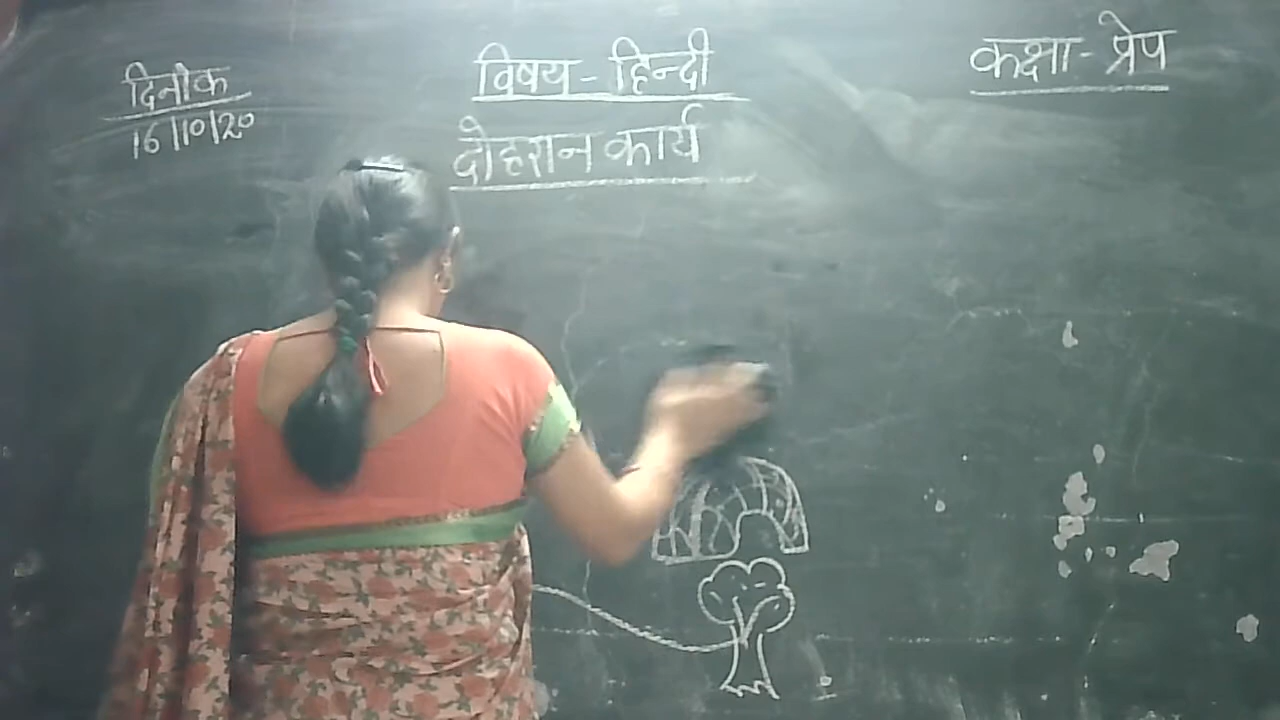 दिनांक
16/10/20
विषय - हिन्दी
दोहरान कार्य
कक्षा - प्रेप